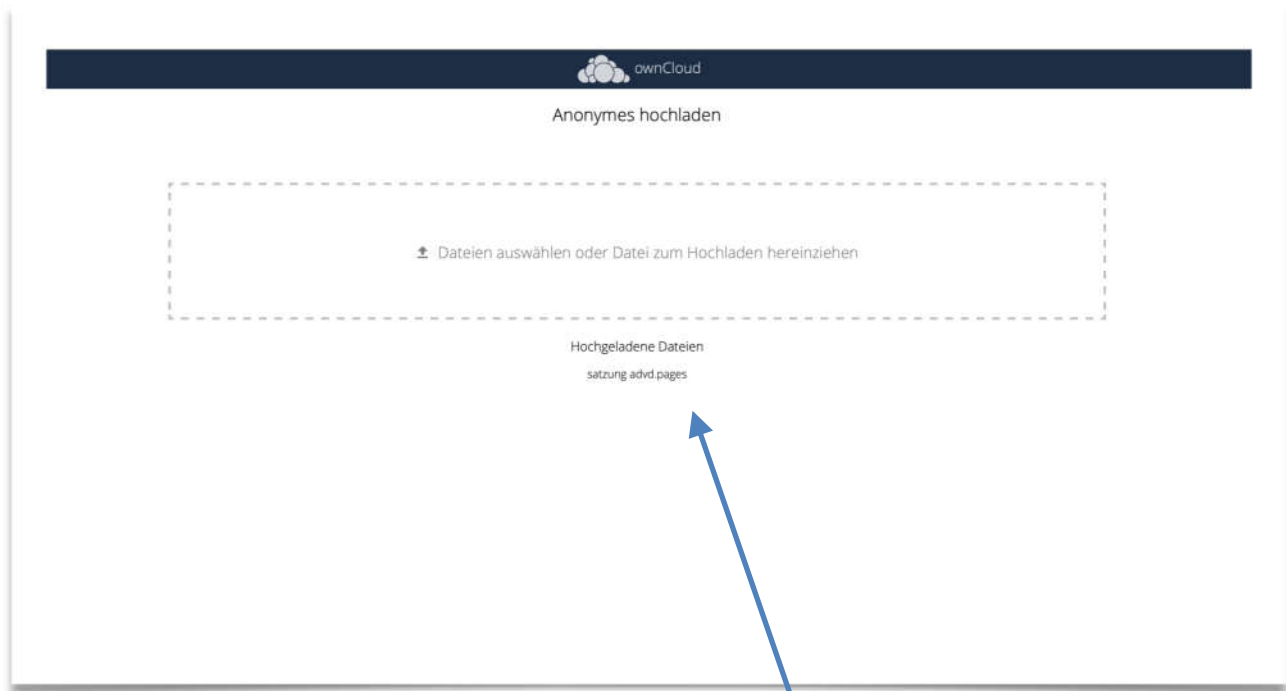 ownCloud
Anonymes hochladen
Dateien auswählen oder Datei zum Hochladen hereinziehen
Hochgeladene Dateien
satzung advd.pages